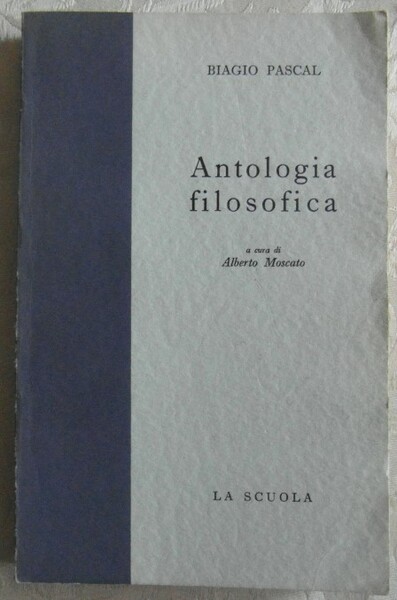 BIAGIO PASCAL
Antologia
filosofica
a cura di
Alberto Moscato
LA SCUOLA